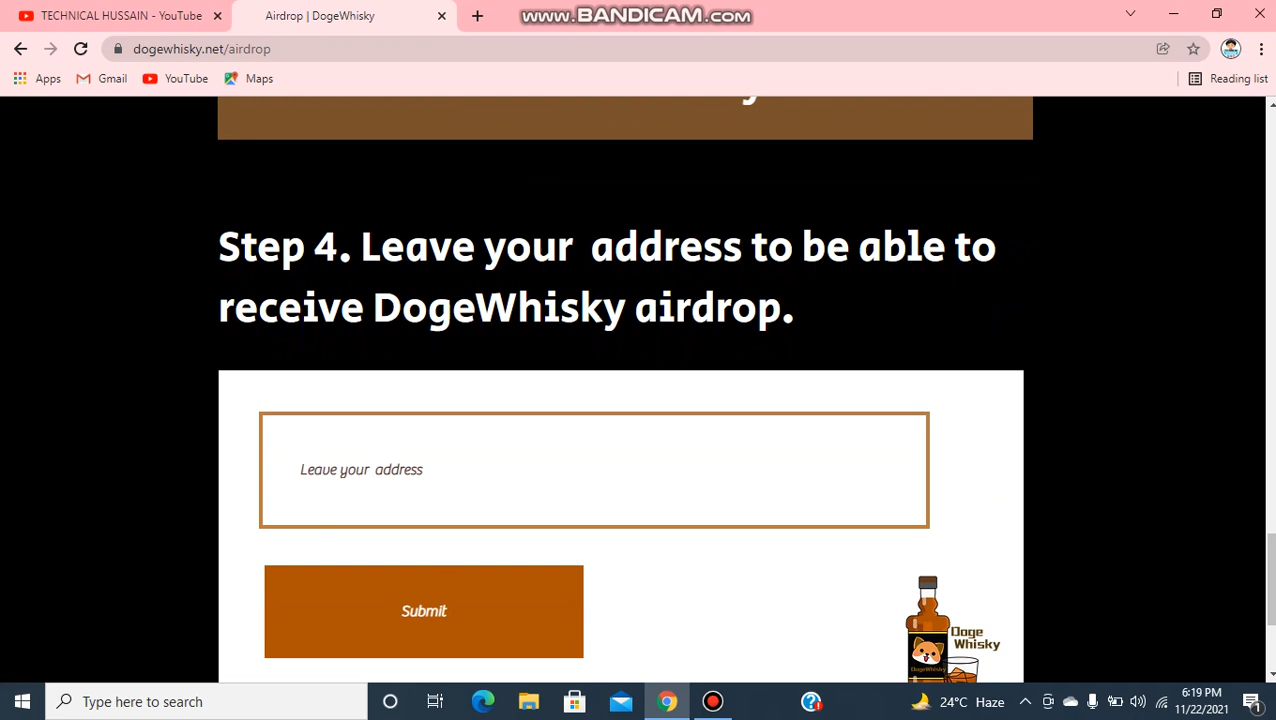 TECHNICAL HUSSAIN - YouTube
Airdrop | DogeWhisky
www.BANDICAM.com
dogewhisky.net/airdrop
Apps
Gmail
YouTube
Maps
Reading list
Step 4. Leave your address to be able to
receive DogeWhisky airdrop.
Leave your address
Submit
Doge
Whisky
DogeWhisky
Type here to search
24°C Haze
6:19 PM
11/22/2021
1